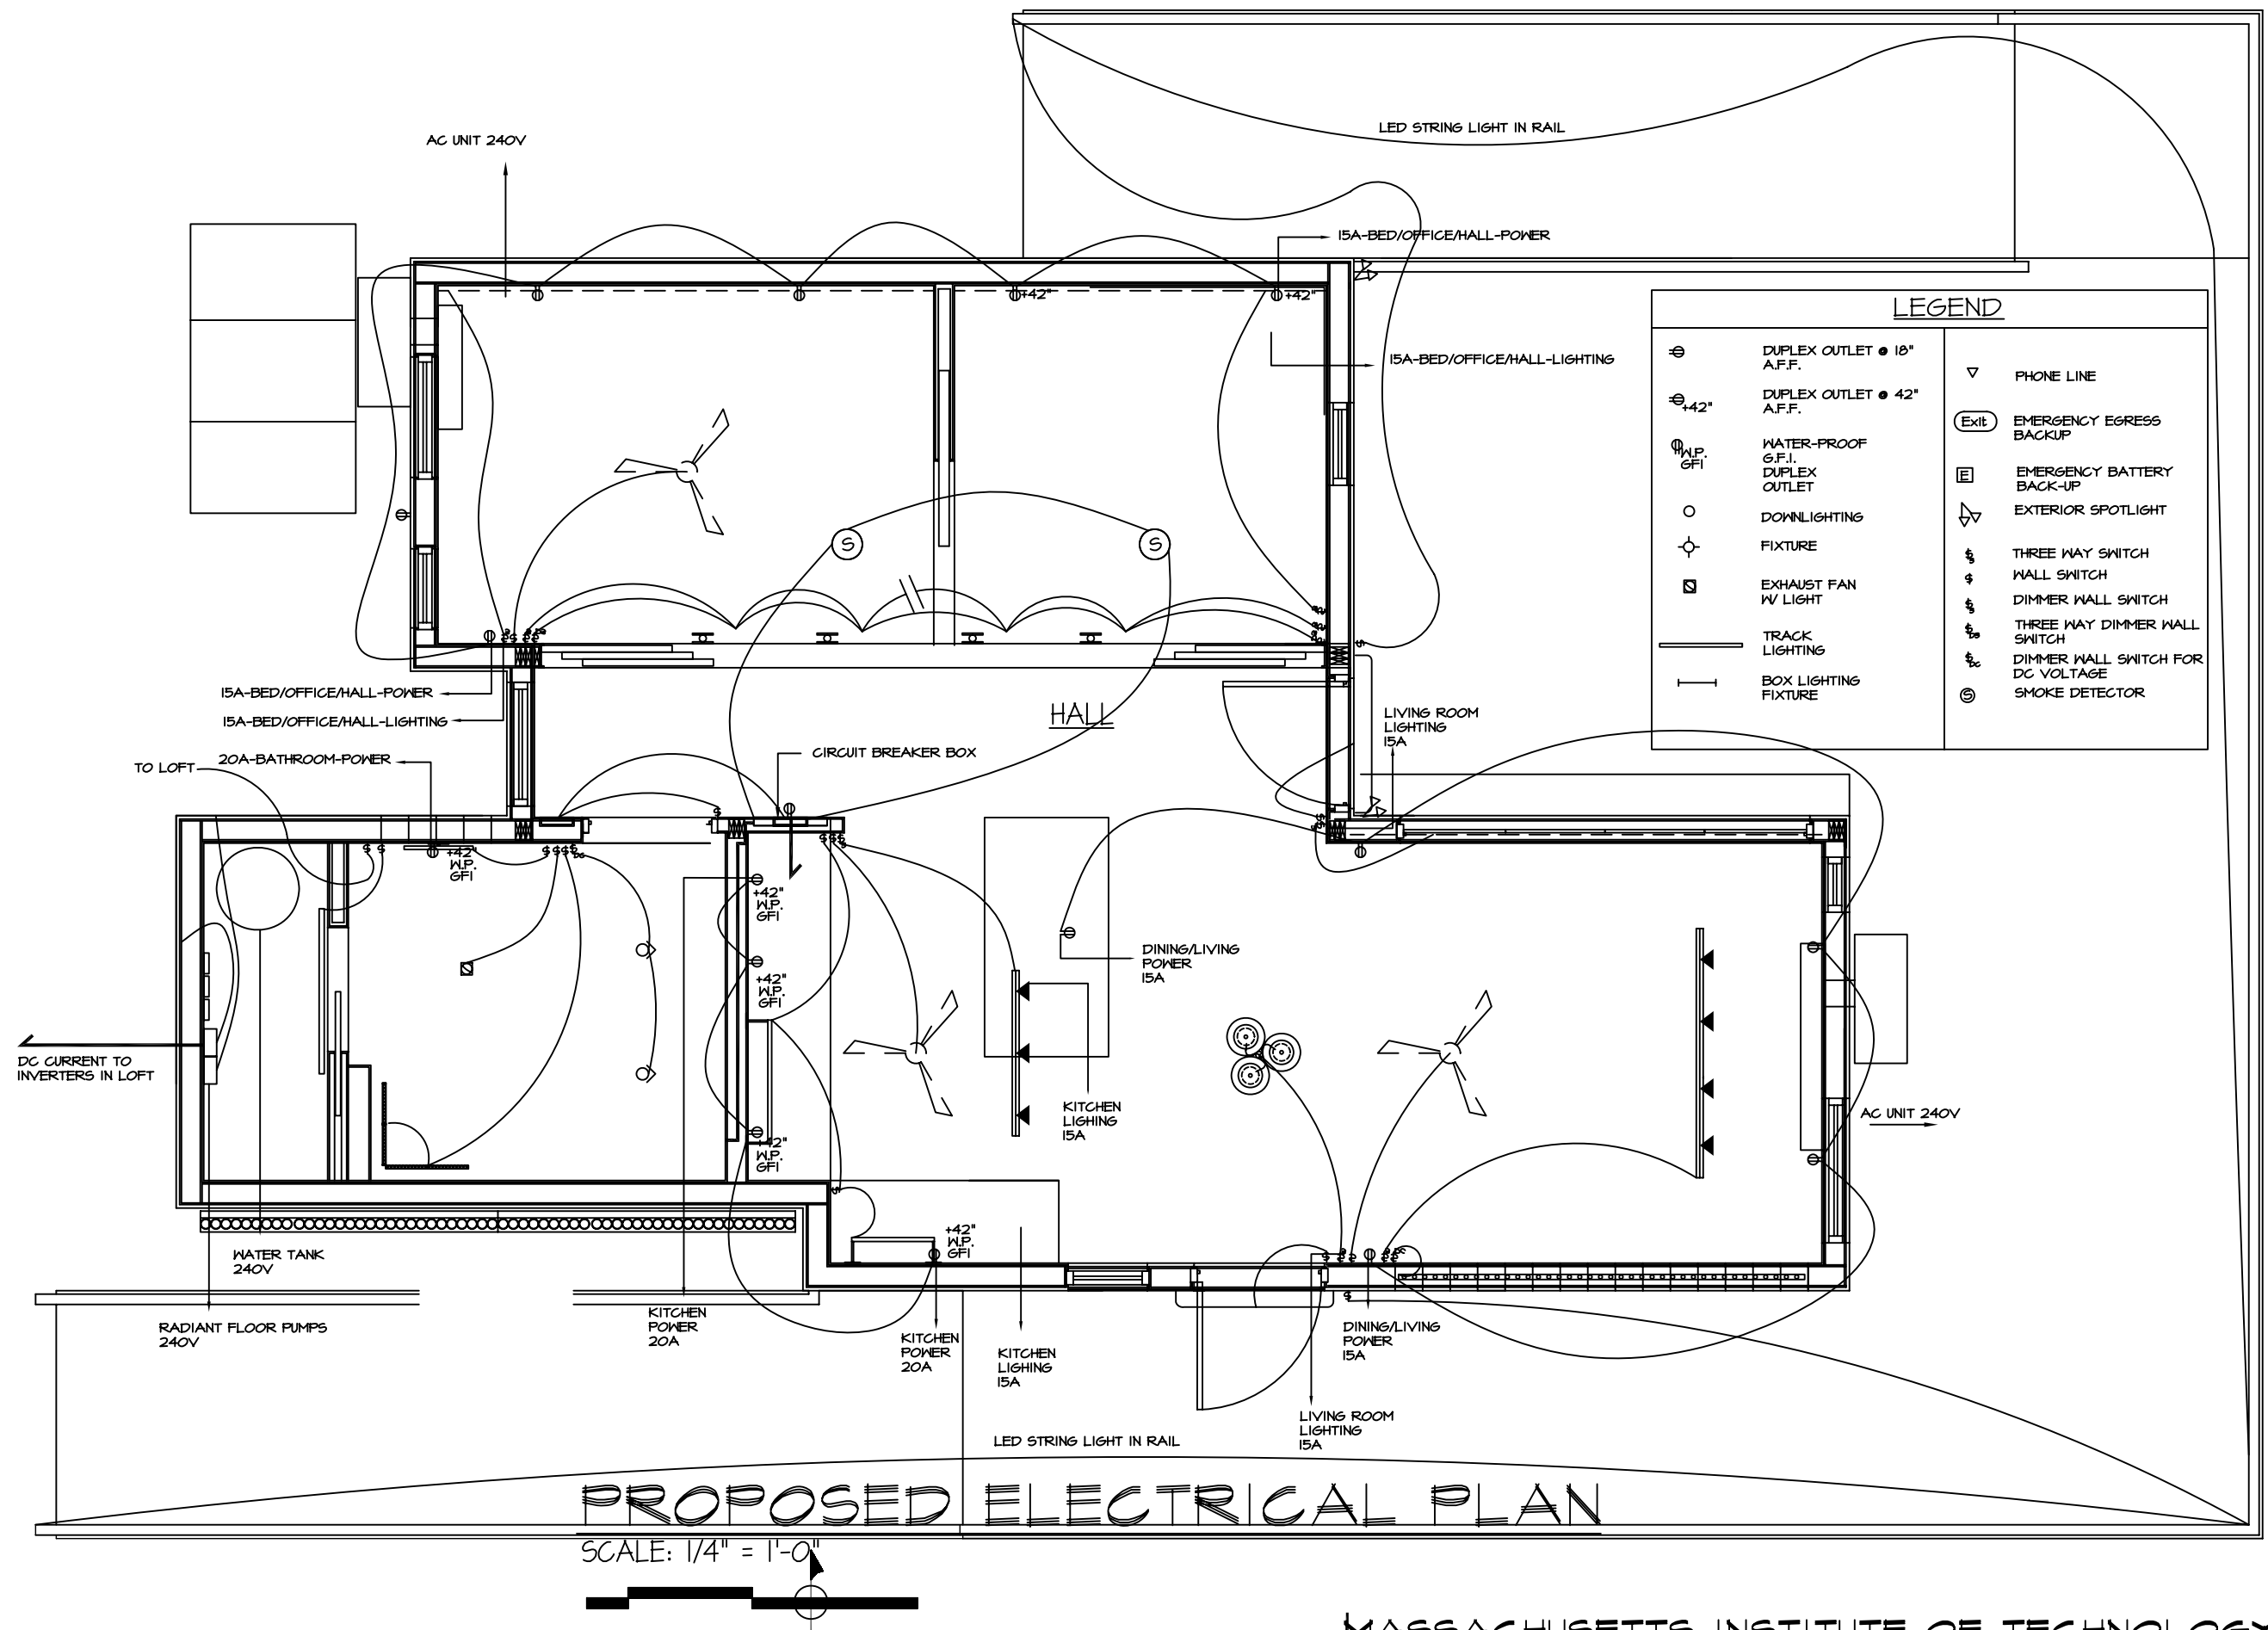 LED STRING LIGHT IN RAIL
AC UNIT 240V
15A-BED/OFFICE/HALL-POWER
+42"
+42"
15A-BED/OFFICE/HALL-LIGHTING
S
S
15A-BED/OFFICE/HALL-POWER
15A-BED/OFFICE/HALL-LIGHTING
HALL
LIVING ROOM
LIGHTING
15A
CIRCUIT BREAKER BOX
20A-BATHROOM-POWER
TO LOFT
+42"
W.P.
GFI
+42"
W.P.
GFI
+42"
W.P.
GFI
+42"
W.P.
GFI
DINING/LIVING
POWER
15A
DC CURRENT TO
INVERTERS IN LOFT
KITCHEN
LIGHING
15A
AC UNIT 240V
+42"
W.P.
GFI
WATER TANK
240V
RADIANT FLOOR PUMPS
240V
KITCHEN
POWER
20A
KITCHEN
POWER
20A
KITCHEN
LIGHING
15A
DINING/LIVING
POWER
15A
LIVING ROOM
LIGHTING
15A
LED STRING LIGHT IN RAIL
LEGEND
DUPLEX OUTLET @ 18"
A.F.F.
+42"
DUPLEX OUTLET @ 42"
A.F.F.
W.P.
GFI
WATER-PROOF
G.F.I.
DUPLEX
OUTLET
DOWNLIGHTING
FIXTURE
EXHAUST FAN
W/ LIGHT
TRACK
LIGHTING
BOX LIGHTING
FIXTURE
PHONE LINE
Exit
EMERGENCY EGRESS
BACKUP
E
EMERGENCY BATTERY
BACK-UP
EXTERIOR SPOTLIGHT
THREE WAY SWITCH
$
WALL SWITCH
DIMMER WALL SWITCH
THREE WAY DIMMER WALL
SWITCH
DIMMER WALL SWITCH FOR
DC VOLTAGE
S
SMOKE DETECTOR
PROPOSED ELECTRICAL PLAN
SCALE: 1/4" = 1'-0"
MASSACHUSETTS INSTITUTE OF TECHNOLOGY